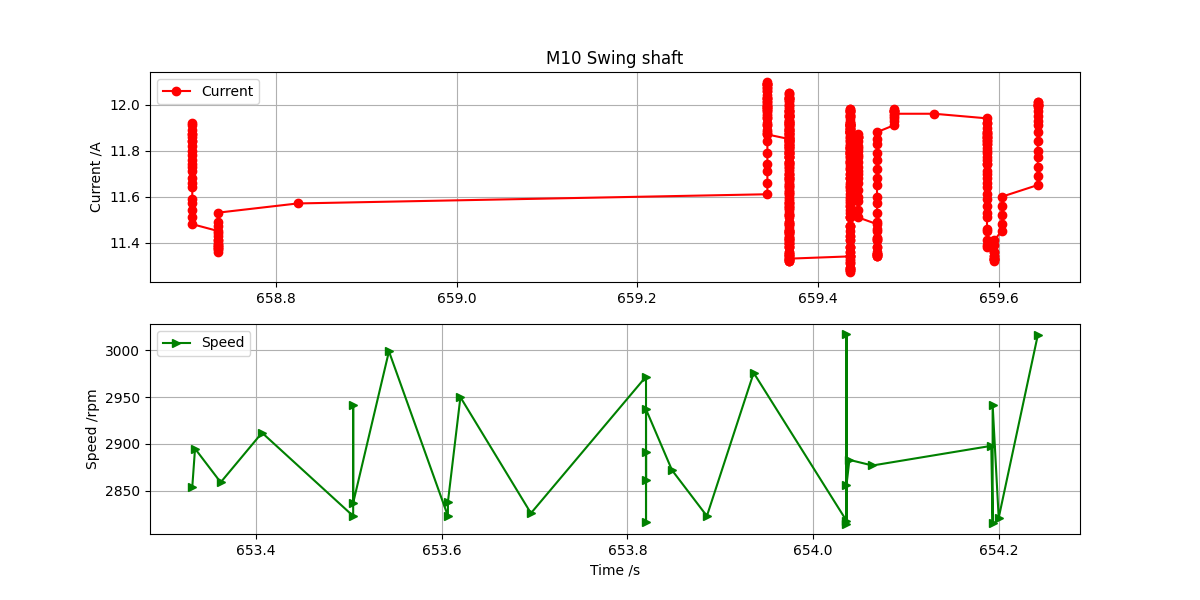 M10 Swing shaft
Current
12.0
11.8
11.6
11.4
Current /A
658.8 659.0 659.2 659.4 659.6
Speed
3000
2950
2900
2850
Speed /rpm
653.4 653.6 653.8 654.0 654.2
Time /s